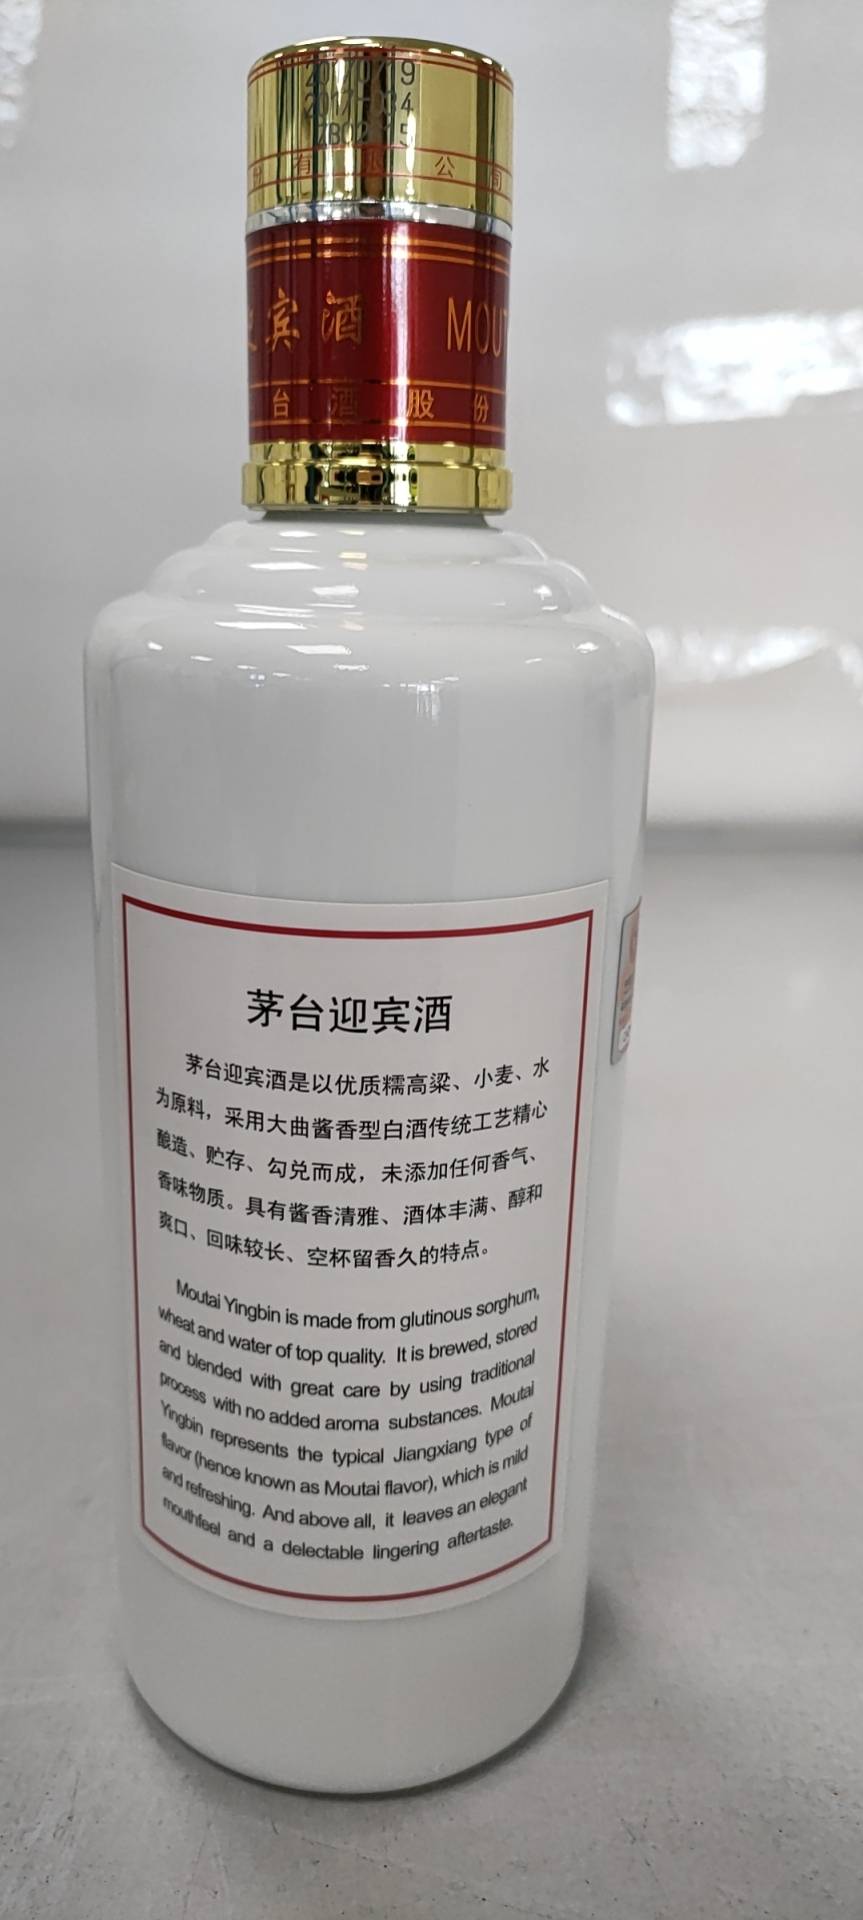 2017-034
有 公司
宾酒 MOUT
台酒股份
茅台迎宾酒
茅台迎宾酒是以优质糯高粱、小麦、水
为原料，采用大曲酱香型白酒传统工艺精心
酿造、贮存、勾兑而成，未添加任何香气、
香味物质。具有酱香清雅、酒体丰满、醇和
爽口、回味较长、空杯留香久的特点。
Moutai Yingbin is made from glutinous sorghum,
wheat and water of top quality. It is brewed, stored
and blended with great care by using traditional
process with no added aroma substances. Moutai
Yingbin represents the typical Jiangxiang type of
flavor (hence known as Moutai flavor), which is mild
and refreshing. And above all, it leaves an elegant
mouthfeel and a delectable lingering aftertaste.